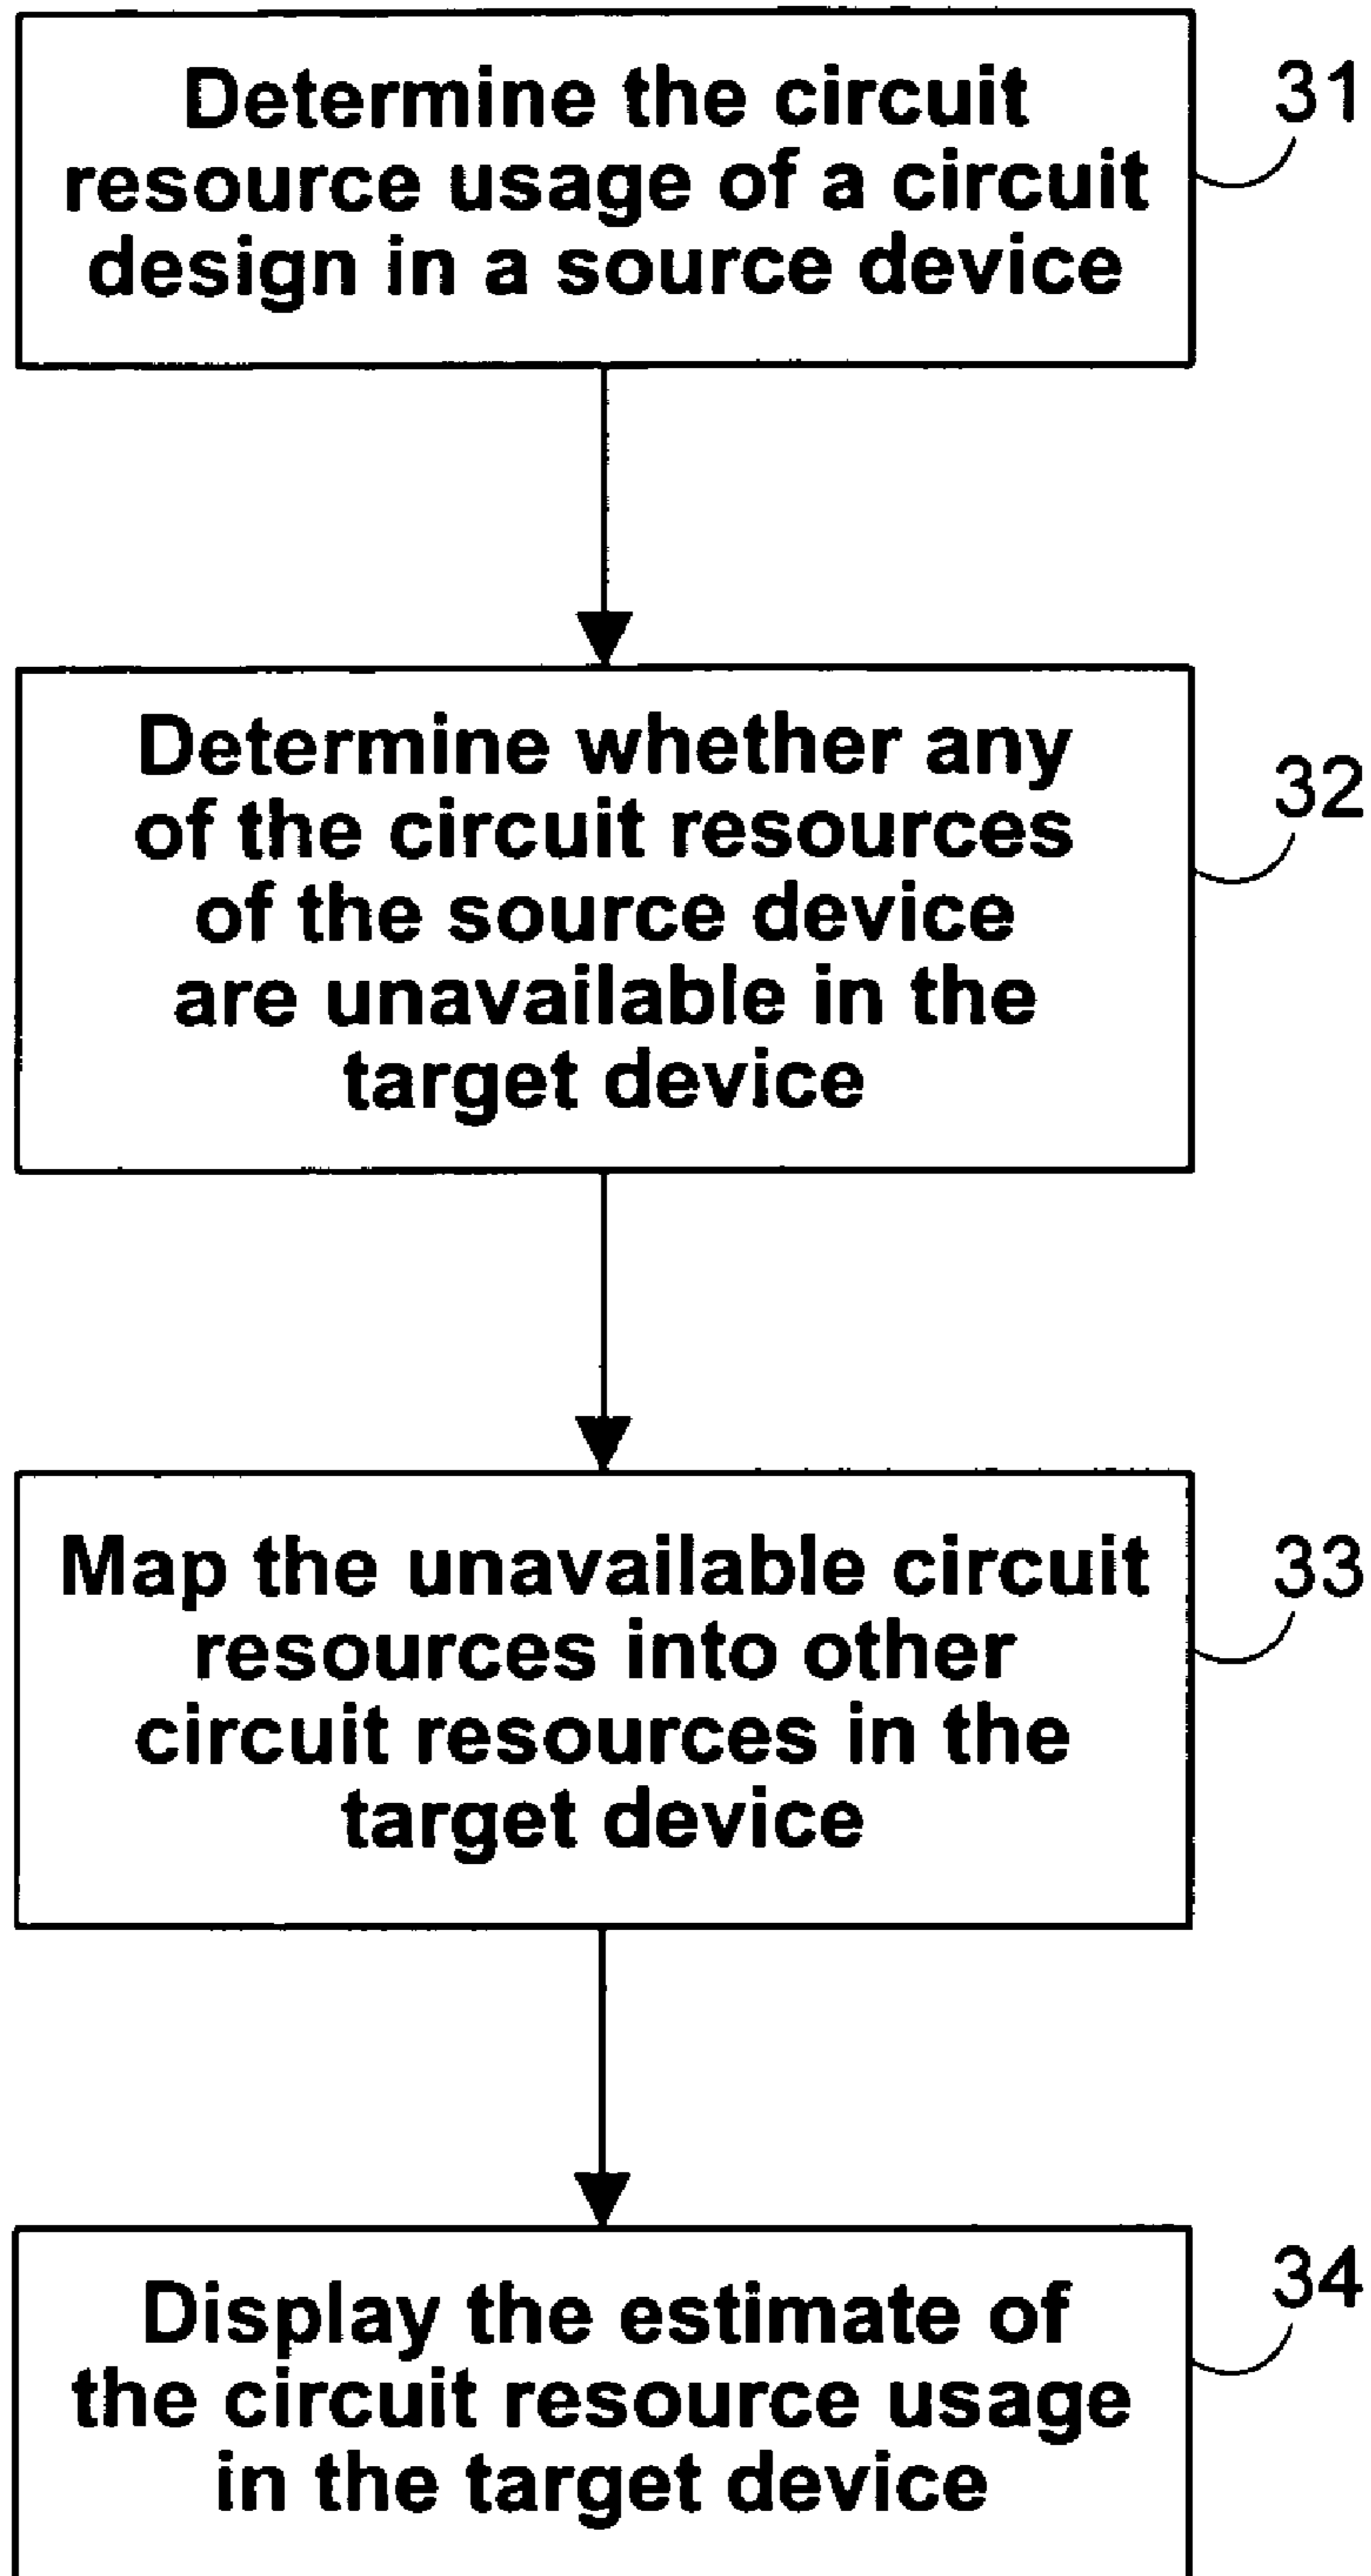 Determine the circuit
resource usage of a circuit
design in a source device
31
Determine whether any
of the circuit resources
of the source device
are unavailable in the
target device
32
Map the unavailable circuit
resources into other
circuit resources in the
target device
33
Display the estimate of
the circuit resource usage
in the target device
34